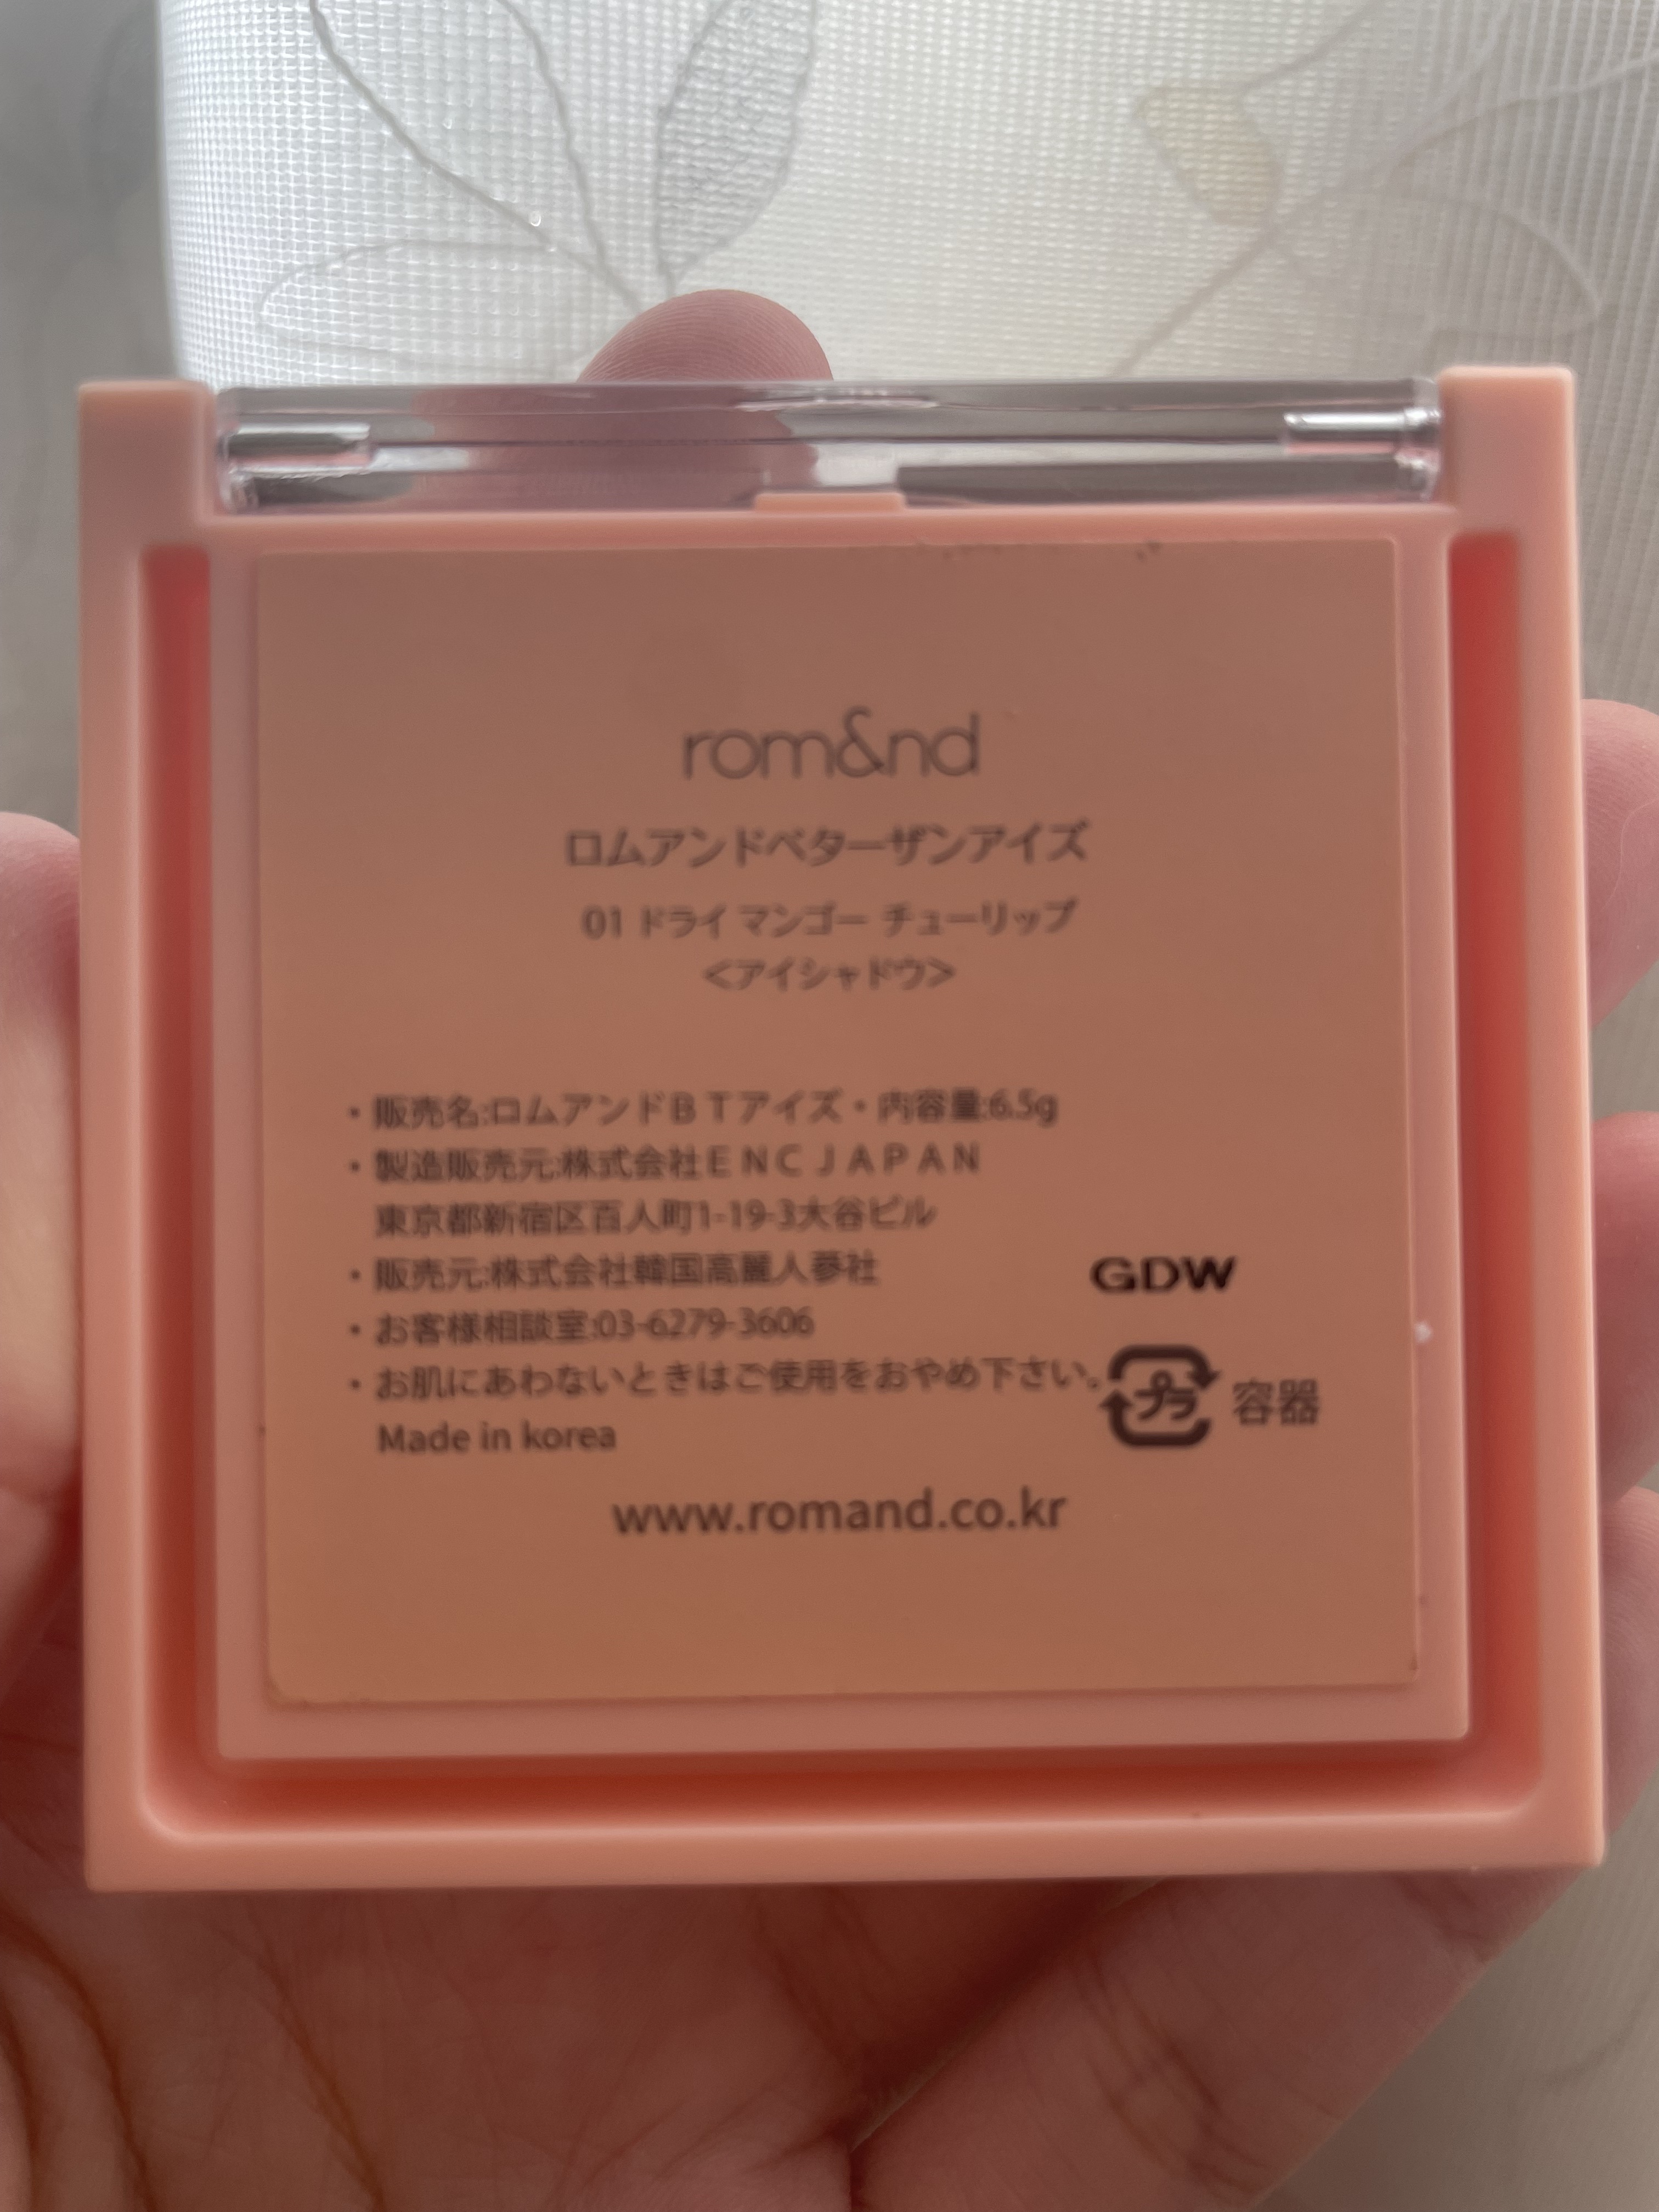 rom&nd
ロムアンドベターザンアイズ
01 ドライ マンゴー チューリップ
<アイシャドウ>
・販売名:ロムアンドＢＴアイズ・内容量:6.5g
・製造販売元:株式会社ＥＮＣＪＡＰＡＮ
東京都新宿区百人町1-19-3大谷ビル
・販売元:株式会社韓国高麗人蔘社
GDW
・お客様相談室:03-6279-3606
・お肌にあわないときはご使用をおやめ下さい。
プラ 容器
Made in korea
www.romand.co.kr